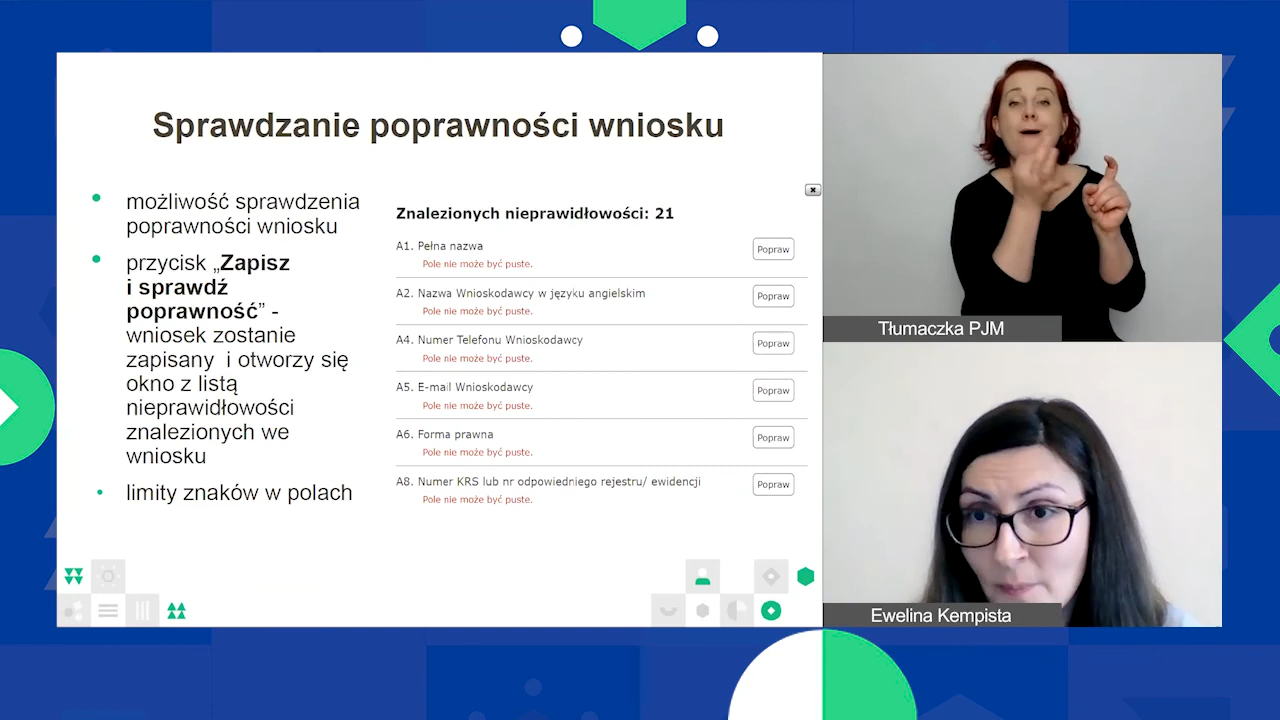 Sprawdzanie poprawności wniosku
możliwość sprawdzenia
poprawności wniosku
przycisk „Zapisz
i sprawdź
poprawność” -
wniosek zostanie
zapisany i otworzy się
okno z listą
nieprawidłowości
znalezionych we
wniosku
limity znaków w polach
Znalezionych nieprawidłowości: 21
A1. Pełna nazwa
Popraw
Pole nie może być puste.
A2. Nazwa Wnioskodawcy w języku angielskim
Popraw
Pole nie może być puste.
A4. Numer Telefonu Wnioskodawcy
Popraw
Pole nie może być puste.
A5. E-mail Wnioskodawcy
Popraw
Pole nie może być puste.
A6. Forma prawna
Popraw
Pole nie może być puste.
A8. Numer KRS lub nr odpowiedniego rejestru/ ewidencji
Popraw
Pole nie może być puste.
Tłumaczka PJM
Ewelina Kempista